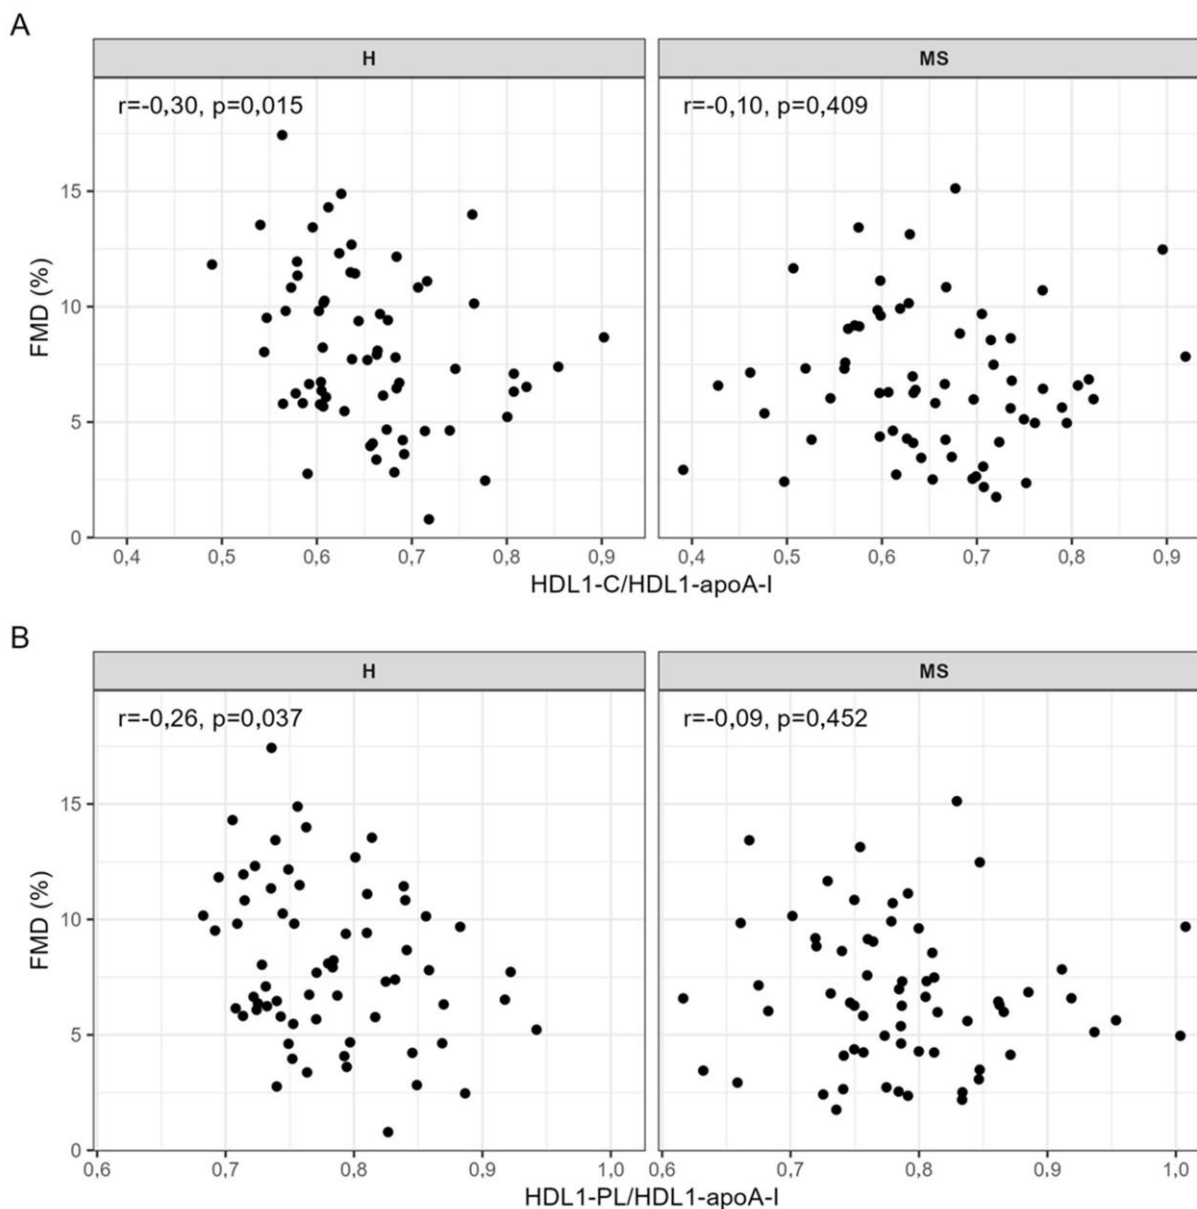 A
H
MS
r=-0,30, p=0,015
r=-0,10, p=0,409
FMD (%)
15
10
5
0
0,4 0,5 0,6 0,7 0,8 0,9
0,4 0,5 0,6 0,7 0,8 0,9
HDL1-C/HDL1-apoA-I
B
H
MS
r=-0,26, p=0,037
r=-0,09, p=0,452
FMD (%)
15
10
5
0
0,6 0,7 0,8 0,9 1,0
0,6 0,7 0,8 0,9 1,0
HDL1-PL/HDL1-apoA-I